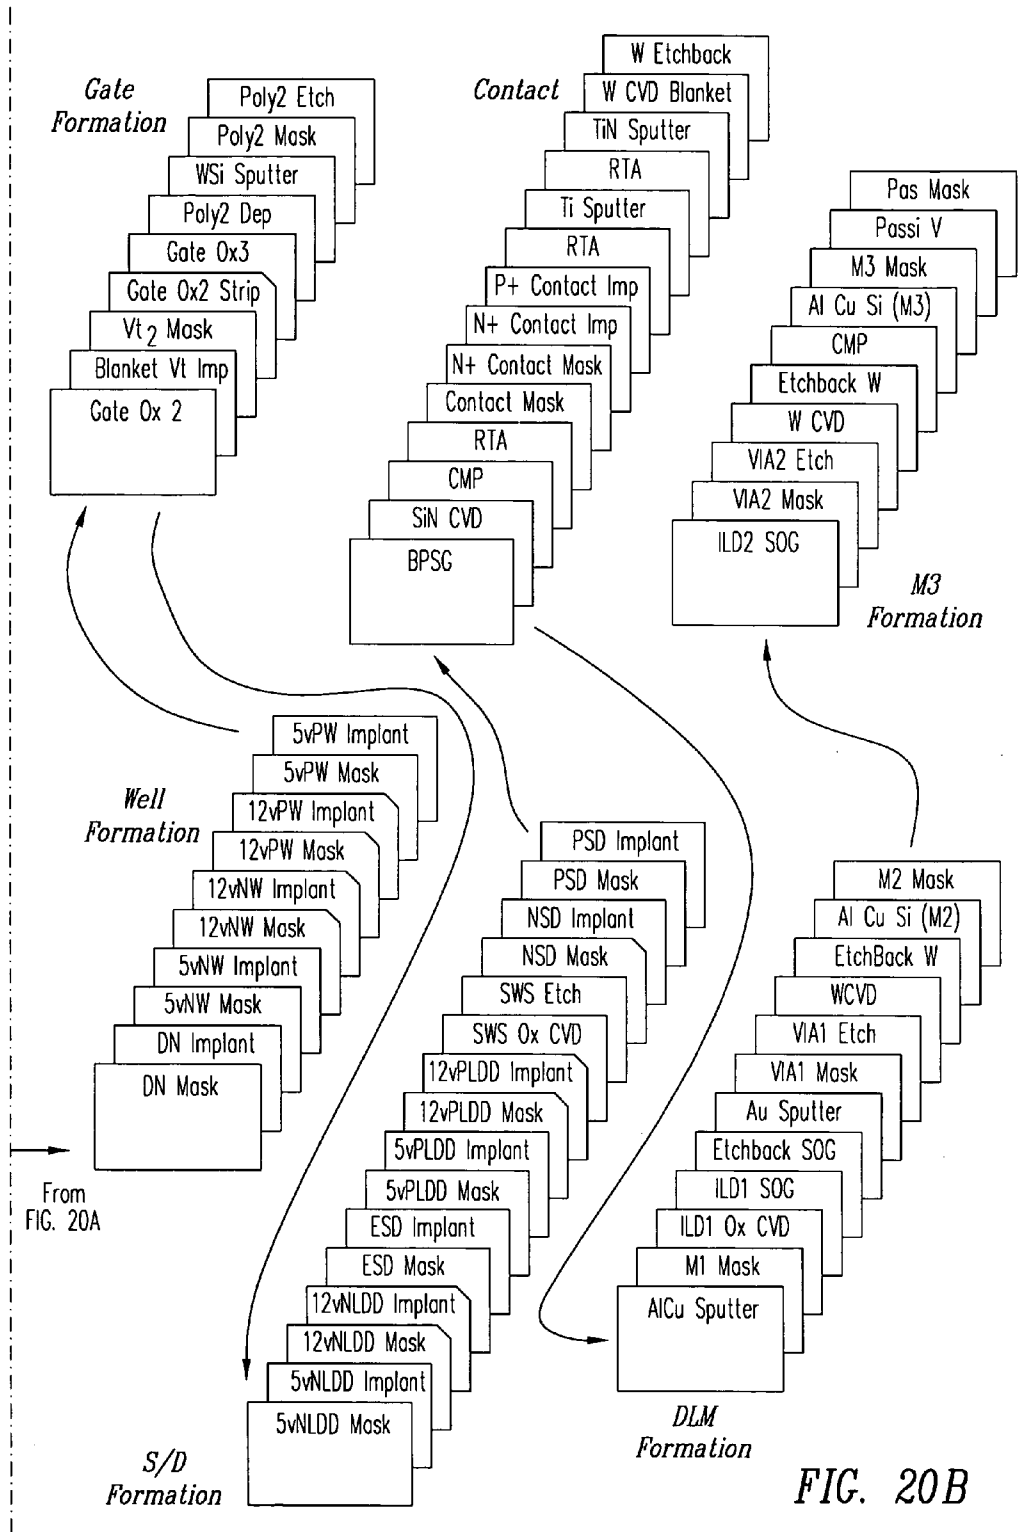 Gate
Formation
Poly2 Etch
Poly2 Mask
WSi Sputter
Poly2 Dep
Gate Ox3
Gate Ox2 Strip
Vt2 Mask
Blanket Vt Imp
Gate Ox 2
Contact
W Etchback
W CVD Blanket
TiN Sputter
RTA
Ti Sputter
RTA
P+ Contact Imp
N+ Contact Imp
N+ Contact Mask
Contact Mask
RTA
CMP
SiN CVD
BPSG
Pas Mask
Passi V
M3 Mask
Al Cu Si (M3)
CMP
Etchback W
W CVD
VIA2 Etch
VIA2 Mask
ILD2 SOG
M3
Formation
Well
Formation
5vPW Implant
5vPW Mask
12vPW Implant
12vPW Mask
12vNW Implant
12vNW Mask
5vNW Implant
5vNW Mask
DN Implant
DN Mask
From
FIG. 20A
PSD Implant
PSD Mask
NSD Implant
NSD Mask
SWS Etch
SWS Ox CVD
12vPLDD Implant
12vPLDD Mask
5vPLDD Implant
5vPLDD Mask
ESD Implant
ESD Mask
12vNLDD Implant
12vNLDD Mask
5vNLDD Implant
5vNLDD Mask
S/D
Formation
M2 Mask
Al Cu Si (M2)
EtchBack W
WCVD
VIA1 Etch
VIA1 Mask
Au Sputter
Etchback SOG
ILD1 SOG
ILD1 Ox CVD
M1 Mask
AlCu Sputter
DLM
Formation
FIG. 20B